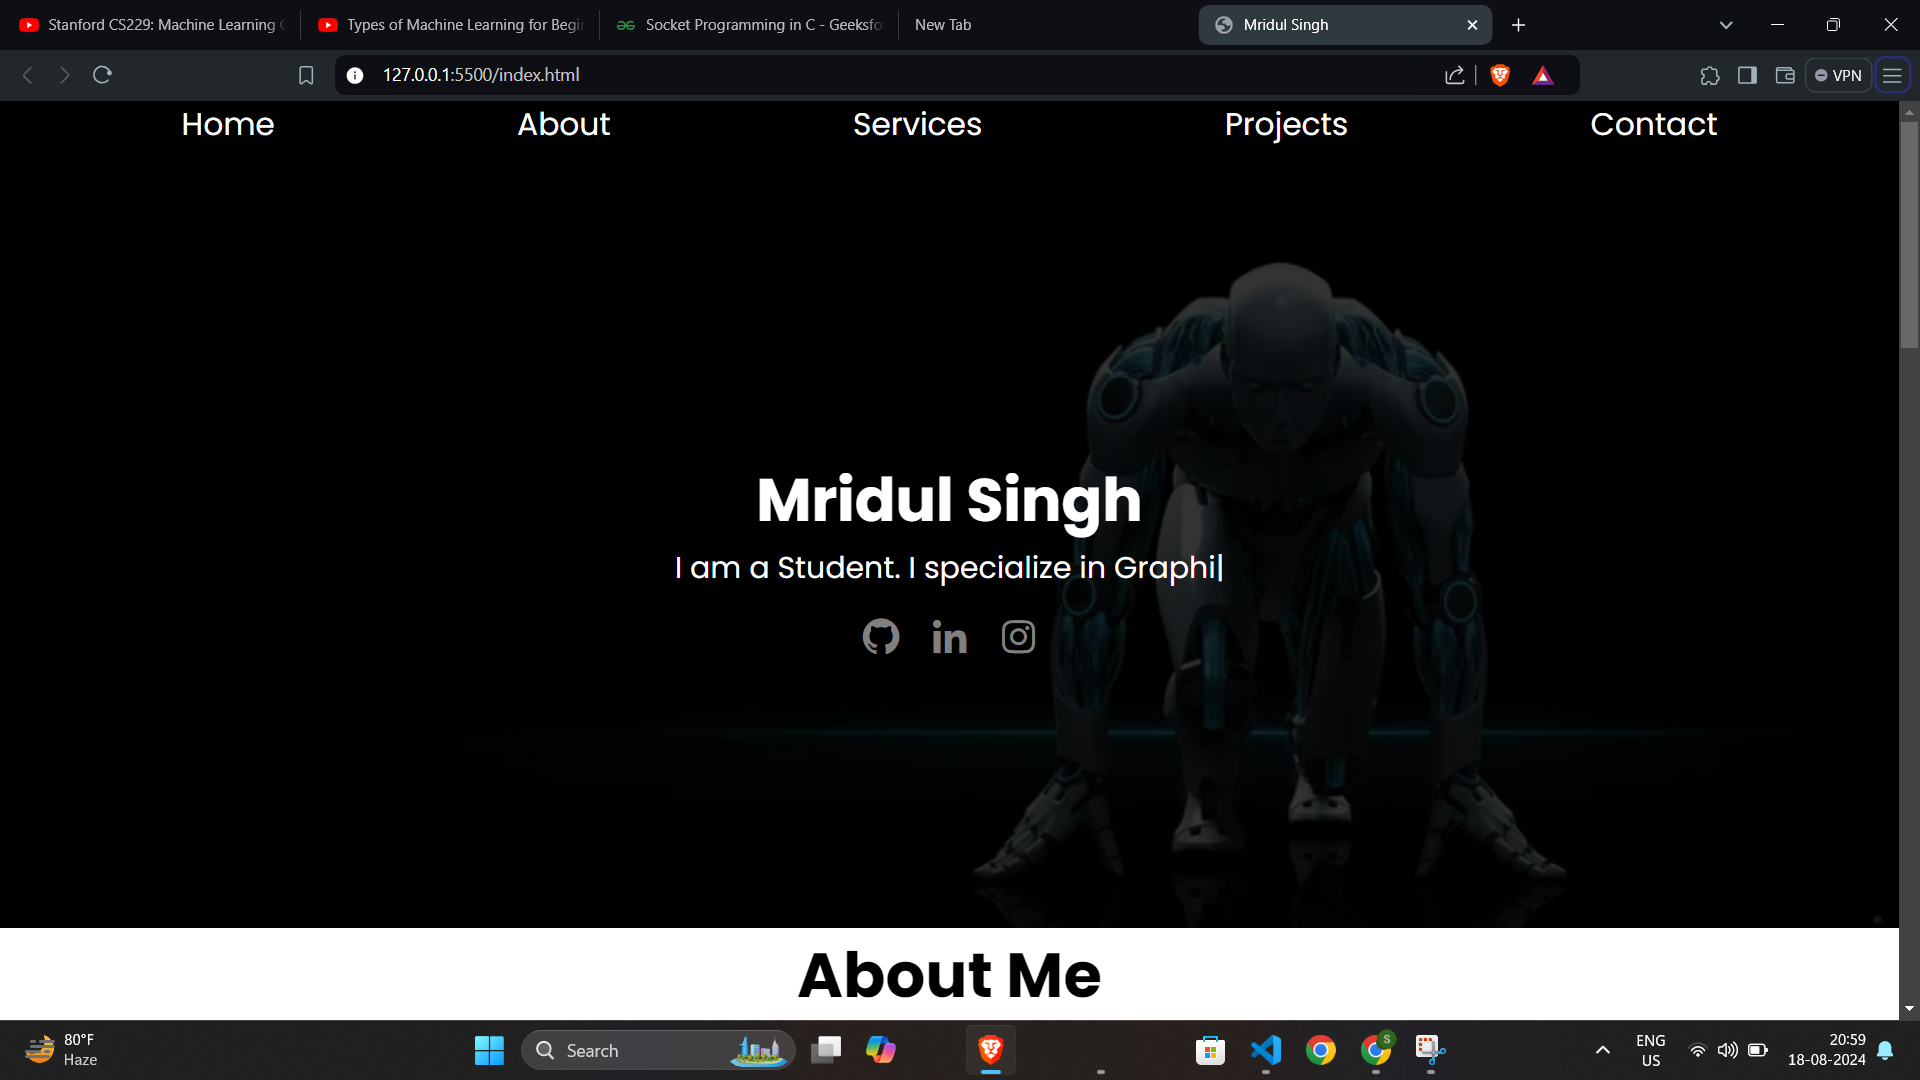 Stanford CS229: Machine Learning
Types of Machine Learning for Begi
Socket Programming in C - Geeksfo
New Tab
Mridul Singh
127.0.0.1:5500/index.html
VPN
Home
About
Services
Projects
Contact
Mridul Singh
I am a Student. I specialize in Graphi|
About Me
80°F
Haze
Search
S
ENG
US
20:59
18-08-2024